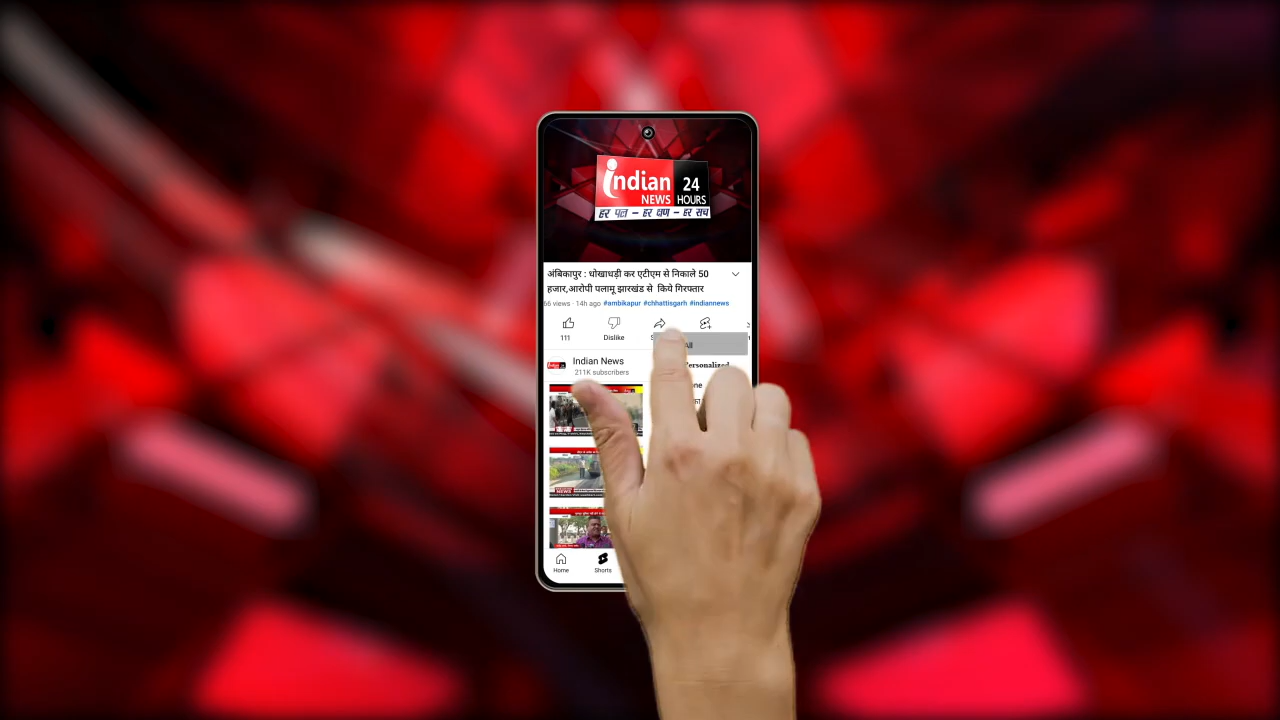 indian 24
NEWS HOURS
हर पल – हर क्षण – हर सच
अंबिकापुर : धोखाधड़ी कर एटीएम से निकाले 50
हजार,आरोपी पलामू झारखंड से किये गिरफ्तार
66 views · 14h ago #ambikapur #chhattisgarh #indiannews
111 Dislike
All
Indian News
211K subscribers
Personalized
Home Shorts